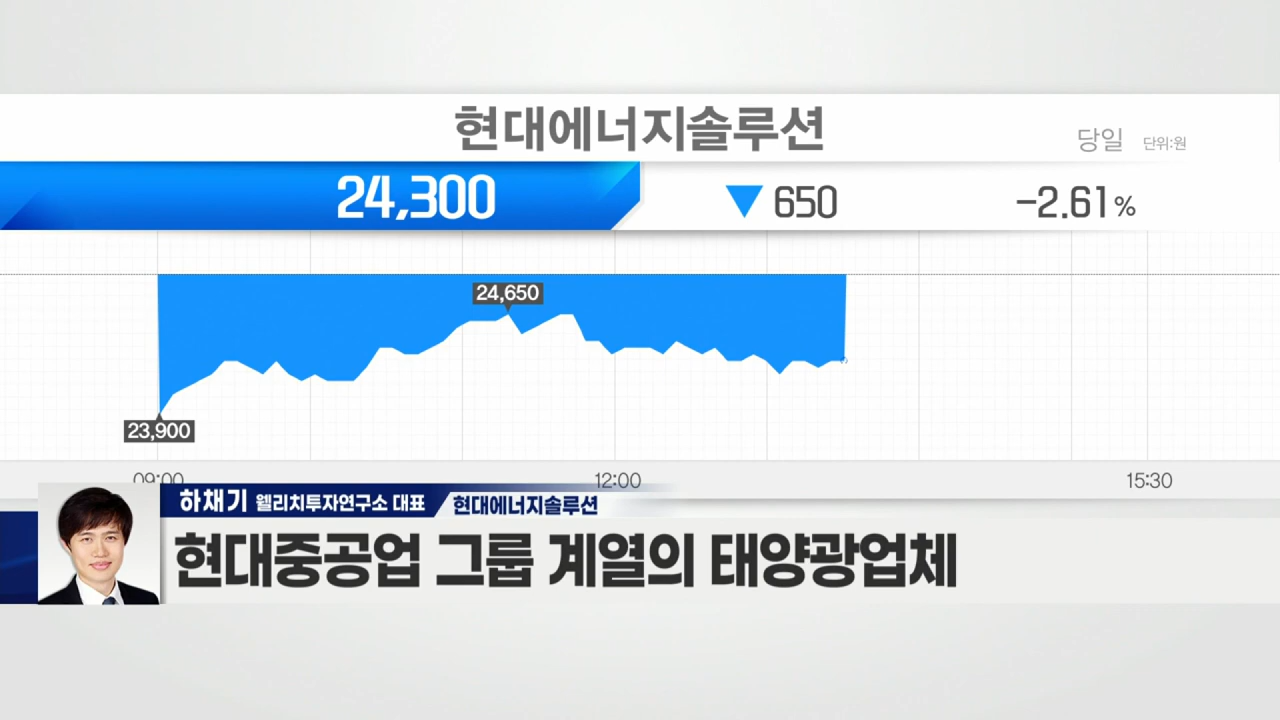 현대에너지솔루션
당일 단위:원
24,300 ▼ 650 -2.61%
24,650
23,900
09:00 12:00 15:30
하채기 웰리치투자연구소 대표 현대에너지솔루션
현대중공업 그룹 계열의 태양광업체